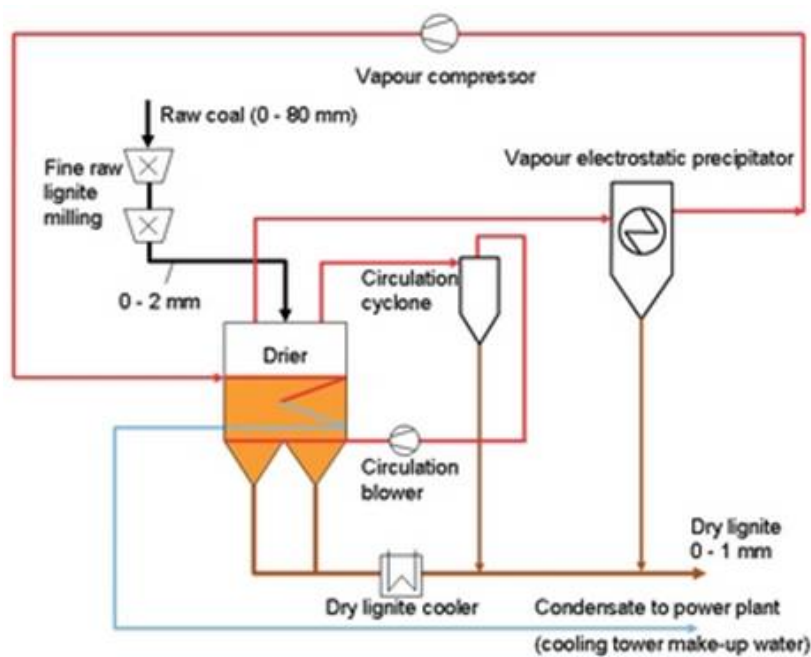 Vapour compressor
Raw coal (0 - 80 mm)
Fine raw
lignite
milling
Vapour electrostatic precipitator
0 - 2 mm
Circulation
cyclone
Drier
Circulation
blower
Dry lignite
0 - 1 mm
Dry lignite cooler
Condensate to power plant
(cooling tower make-up water)